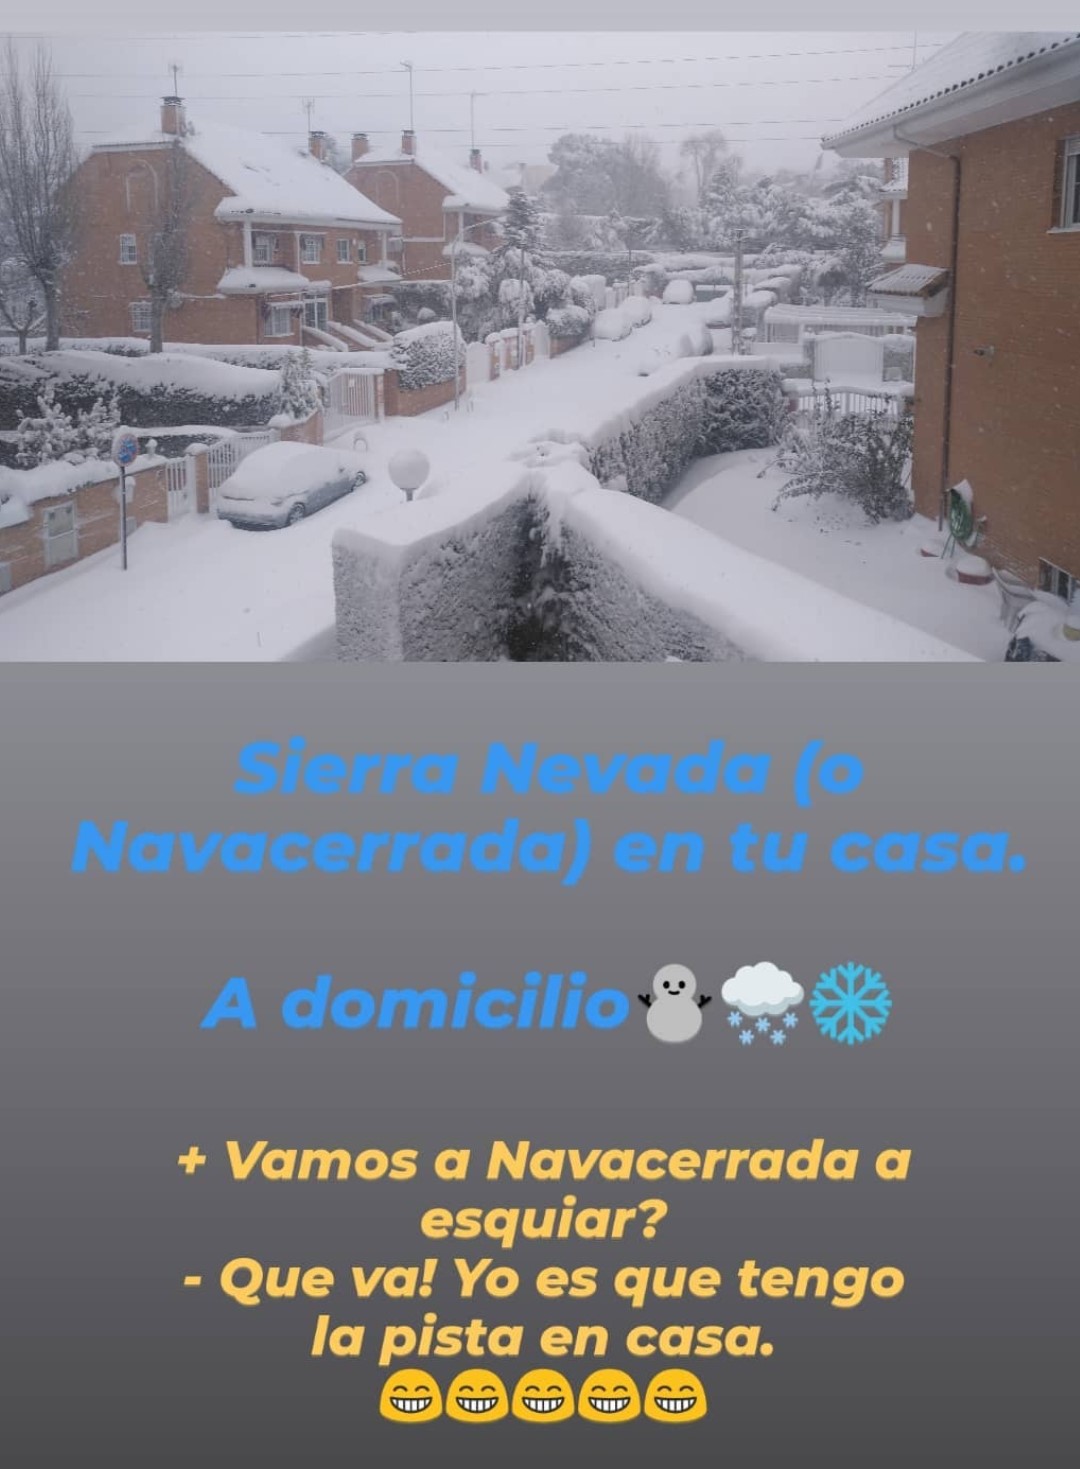 Sierra Nevada (o
Navacerrada) en tu casa.
A domicilio☃️🌨️❄️
+ Vamos a Navacerrada a
esquiar?
- Que va! Yo es que tengo
la pista en casa.
😁😁😁😁😁